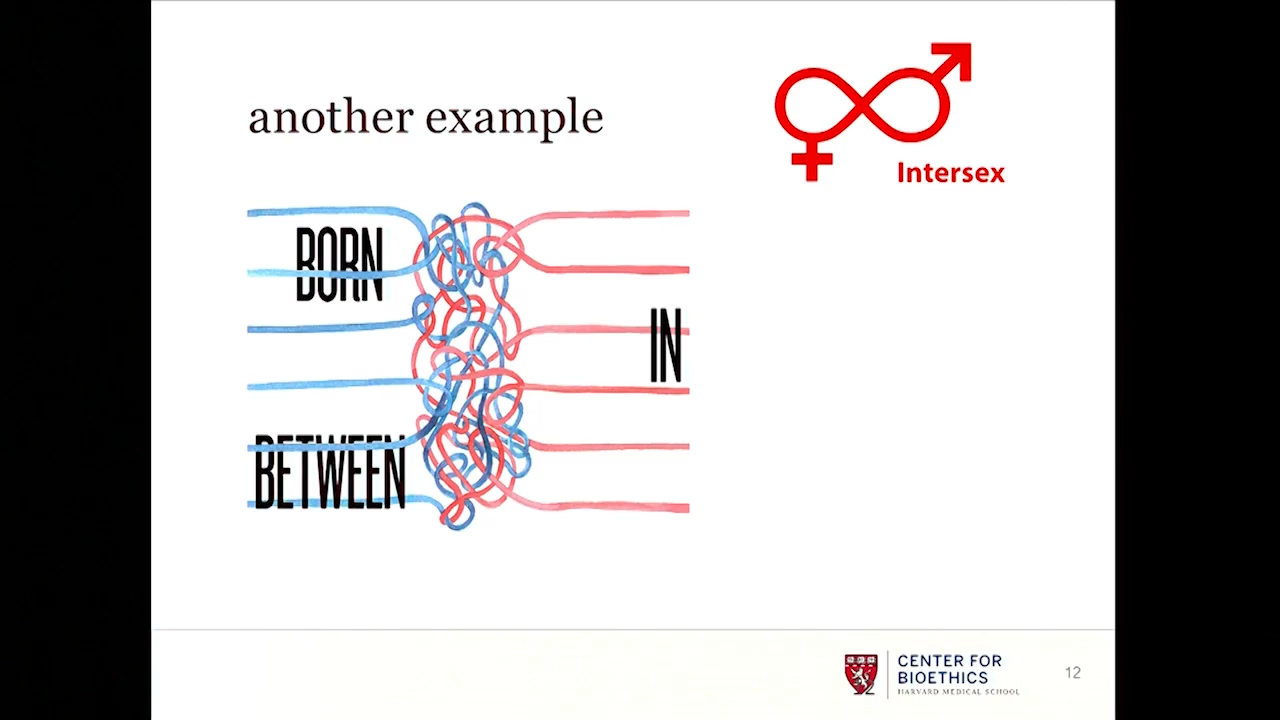 another example
Intersex
BORN
IN
BETWEEN
CENTER FOR
BIOETHICS
HARVARD MEDICAL SCHOOL
12